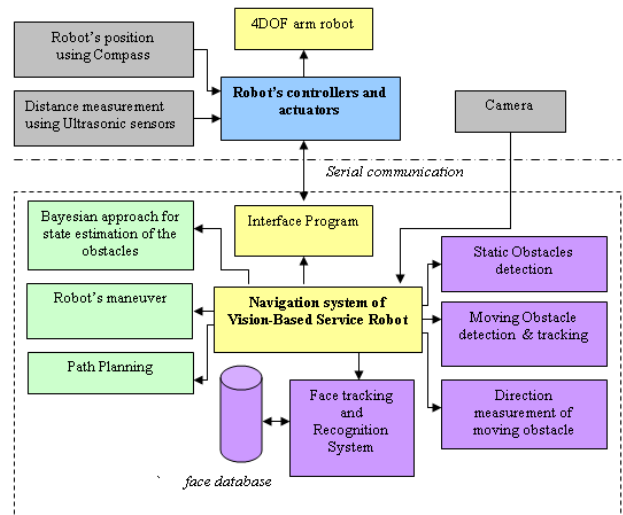 4DOF arm robot
Robot's position
using Compass
Robot's controllers and
actuators
Distance measurement
using Ultrasonic sensors
Camera
Serial communication
Bayesian approach for
state estimation of the
obstacles
Interface Program
Static Obstacles
detection
Robot's maneuver
Navigation system of
Vision-Based Service Robot
Moving Obstacle
detection & tracking
Path Planning
Face tracking
and
Recognition
System
Direction
measurement of
moving obstacle
` face database